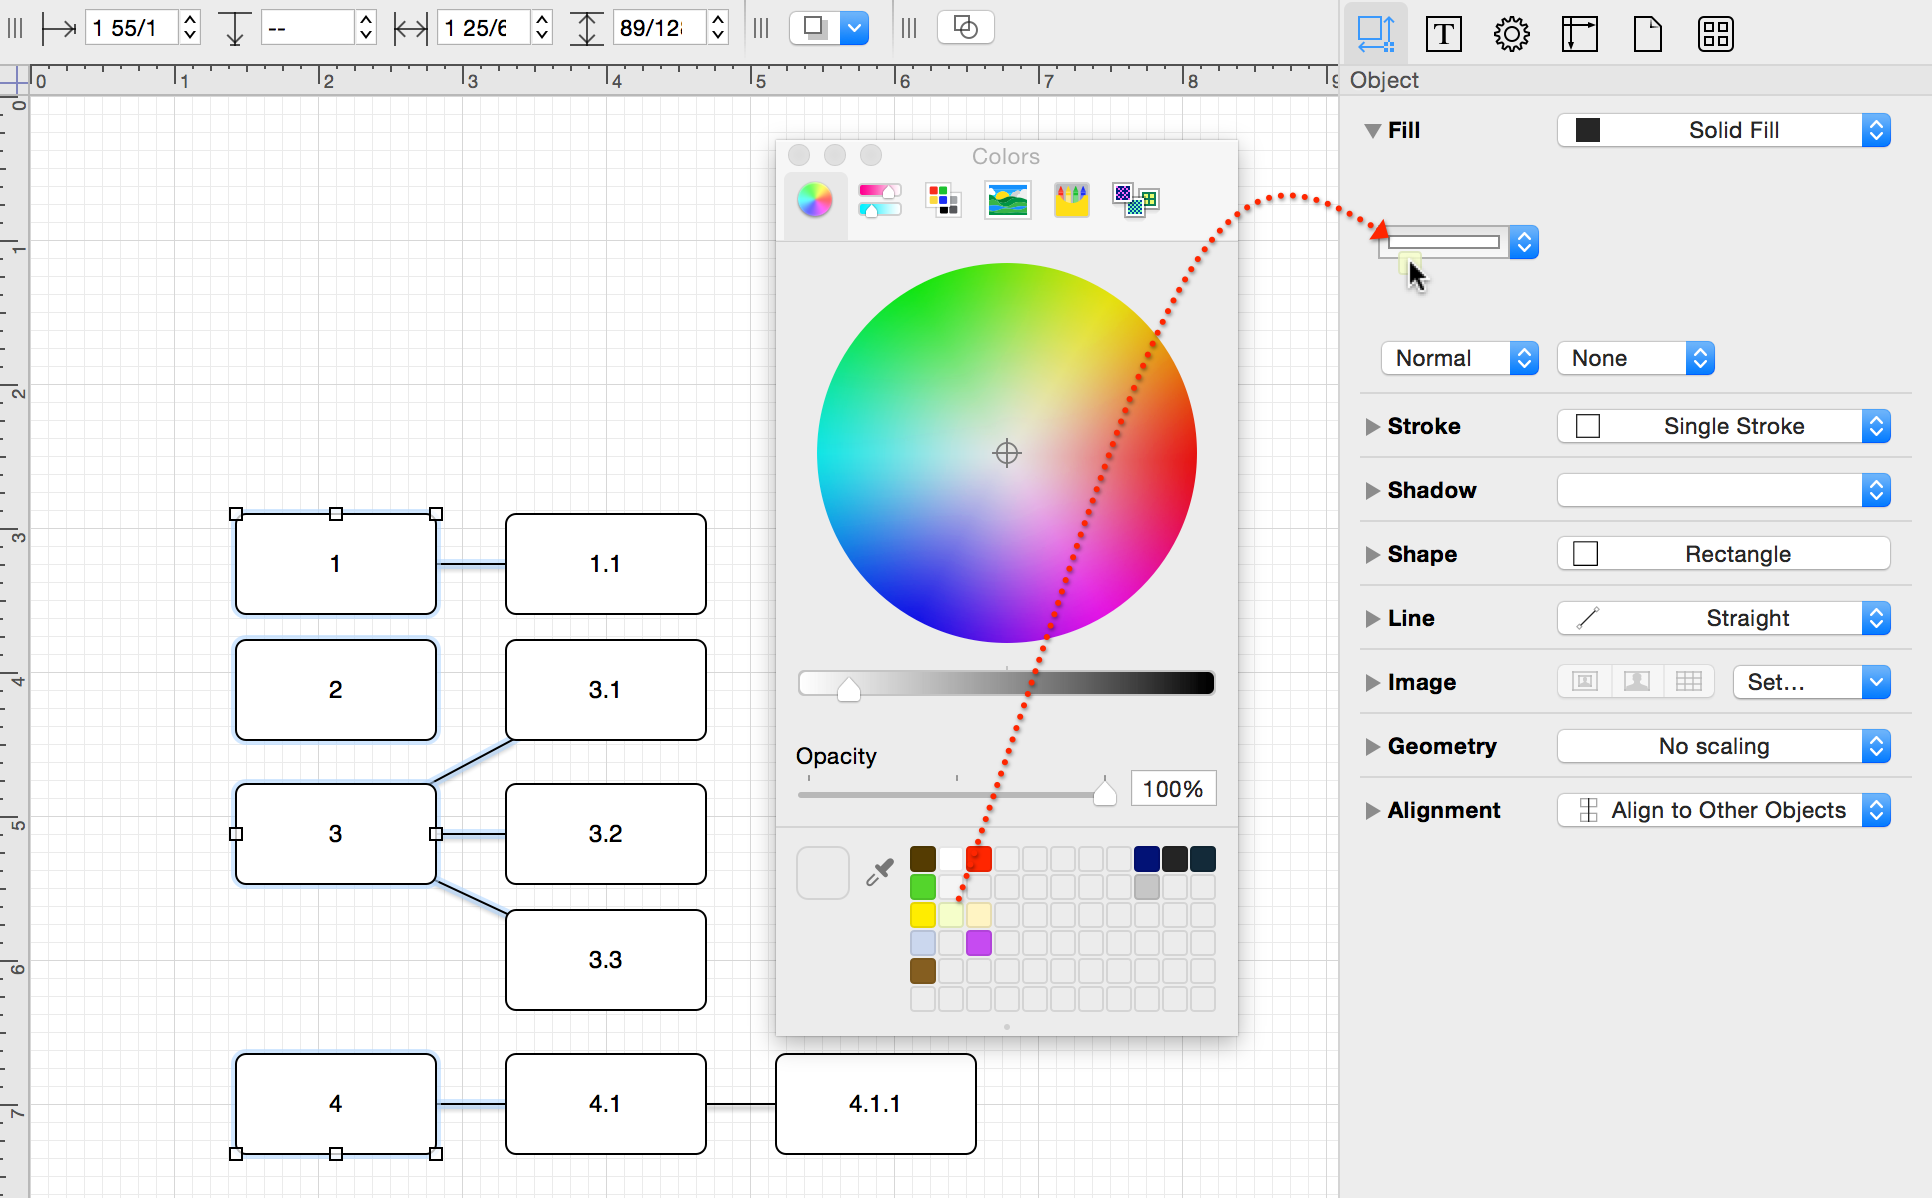 1 55/1
--
1 25/6
89/128
0 1 2 3 4 5 6 7 8 9
Object
Fill
Solid Fill
Colors
Normal
None
Stroke
Single Stroke
Shadow
Shape
Rectangle
Line
Straight
Image
Set...
Geometry
No scaling
Alignment
Align to Other Objects
Opacity
100%
0
1
2
3
4
5
6
7
1
1.1
2
3.1
3
3.2
3.3
4
4.1
4.1.1